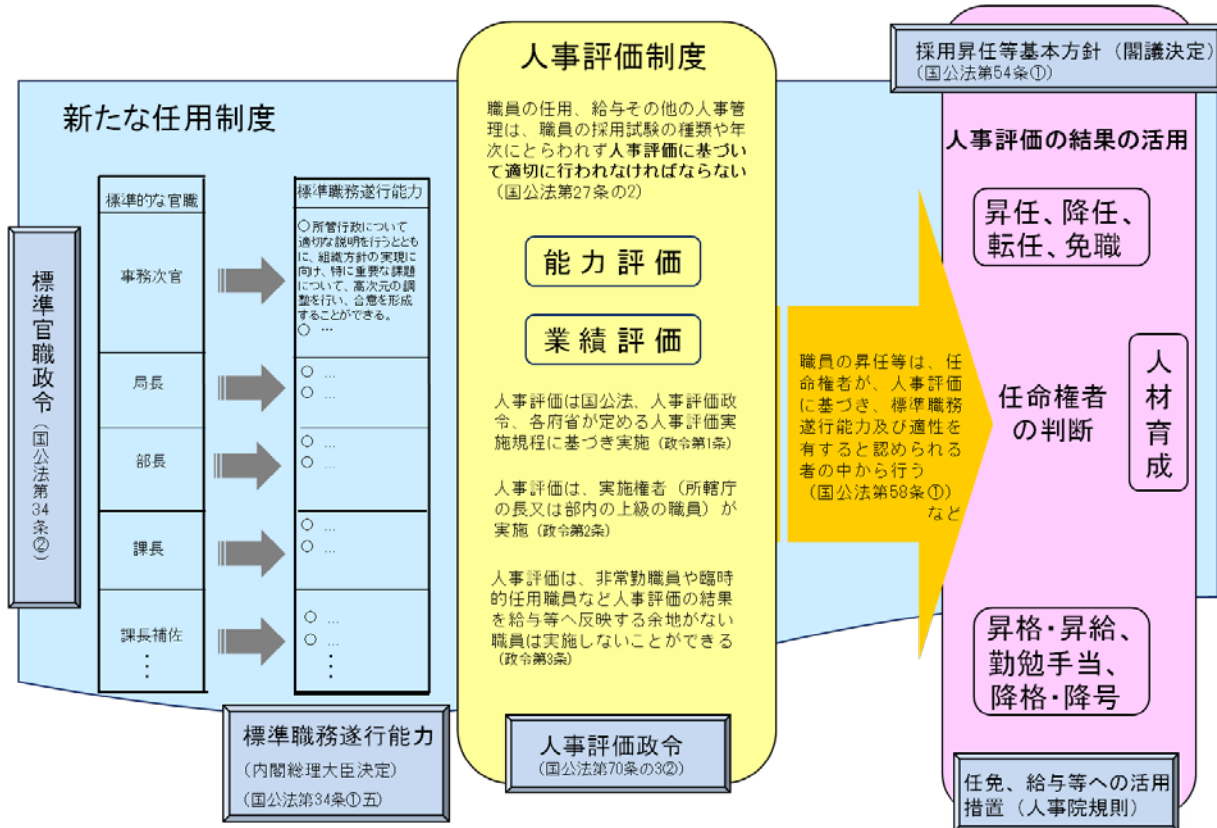 新たな任用制度
標準官職政令(国公法第34条②)
標準的な官職
標準職務遂行能力
事務次官
○所管行政について
適切な説明を行うととも
に、組織方針の実現に
向け、特に重要な課題
について、高次元の調
整を行い、合意を形成
することができる。
○ …
局長
○ …
○ …
部長
○ …
○ …
課長
○ …
○ …
課長補佐
⋮
○ …
○ …
⋮
標準職務遂行能力
(内閣総理大臣決定)
(国公法第34条①五)
人事評価制度
職員の任用、給与その他の人事管
理は、職員の採用試験の種類や年
次にとらわれず人事評価に基づい
て適切に行われなければならない
(国公法第27条の2)
能力評価
業績評価
人事評価は国公法、人事評価政
令、各府省が定める人事評価実
施規程に基づき実施(政令第1条)
人事評価は、実施権者(所轄庁
の長又は部内の上級の職員)が
実施(政令第2条)
人事評価は、非常勤職員や臨時
的任用職員など人事評価の結果
を給与等へ反映する余地がない
職員は実施しないことができる
(政令第3条)
人事評価政令
(国公法第70条の3②)
職員の昇任等は、任
命権者が、人事評価
に基づき、標準職務
遂行能力及び適性を
有すると認められる
者の中から行う
(国公法第58条①)
など
採用昇任等基本方針(閣議決定)
(国公法第54条①)
人事評価の結果の活用
昇任、降任、
転任、免職
任命権者
の判断
人材育成
昇格・昇給、
勤勉手当、
降格・降号
任免、給与等への活用
措置(人事院規則)